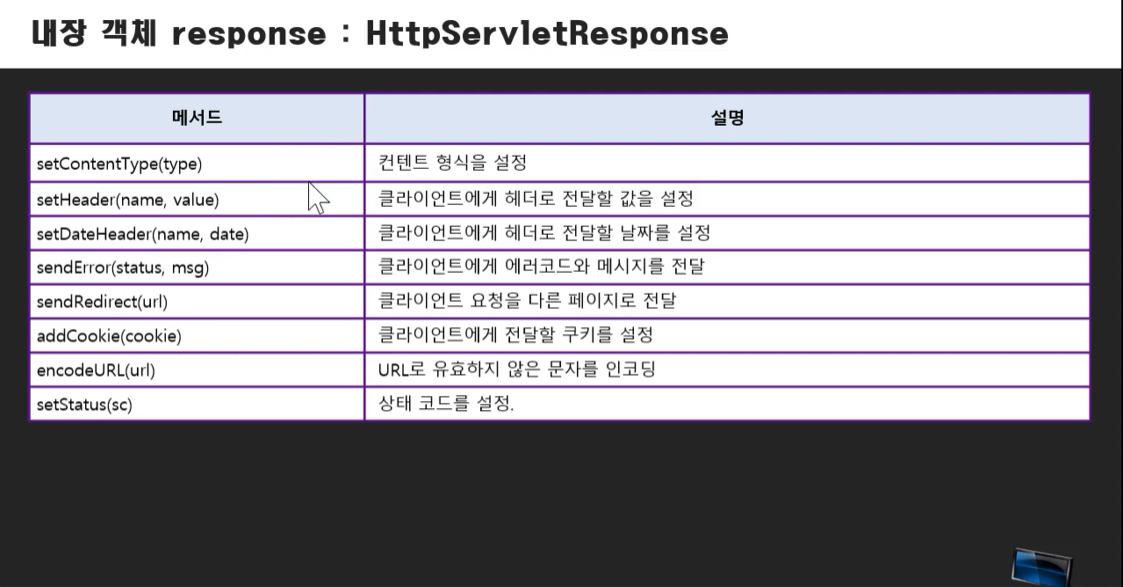 내장 객체 response : HttpServletResponse
메서드 설명
setContentType(type) 컨텐트 형식을 설정
setHeader(name, value) 클라이언트에게 헤더로 전달할 값을 설정
setDateHeader(name, date) 클라이언트에게 헤더로 전달할 날짜를 설정
sendError(status, msg) 클라이언트에게 에러코드와 메시지를 전달
sendRedirect(url) 클라이언트 요청을 다른 페이지로 전달
addCookie(cookie) 클라이언트에게 전달할 쿠키를 설정
encodeURL(url) URL로 유효하지 않은 문자를 인코딩
setStatus(sc) 상태 코드를 설정.